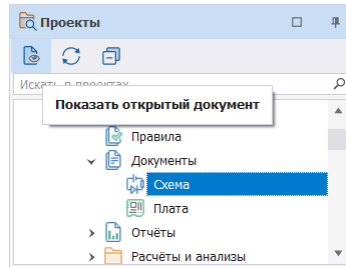 Проекты
Искать в проектах
Показать открытый документ
Правила
Документы
Схема
Плата
Отчёты
Расчёты и анализы